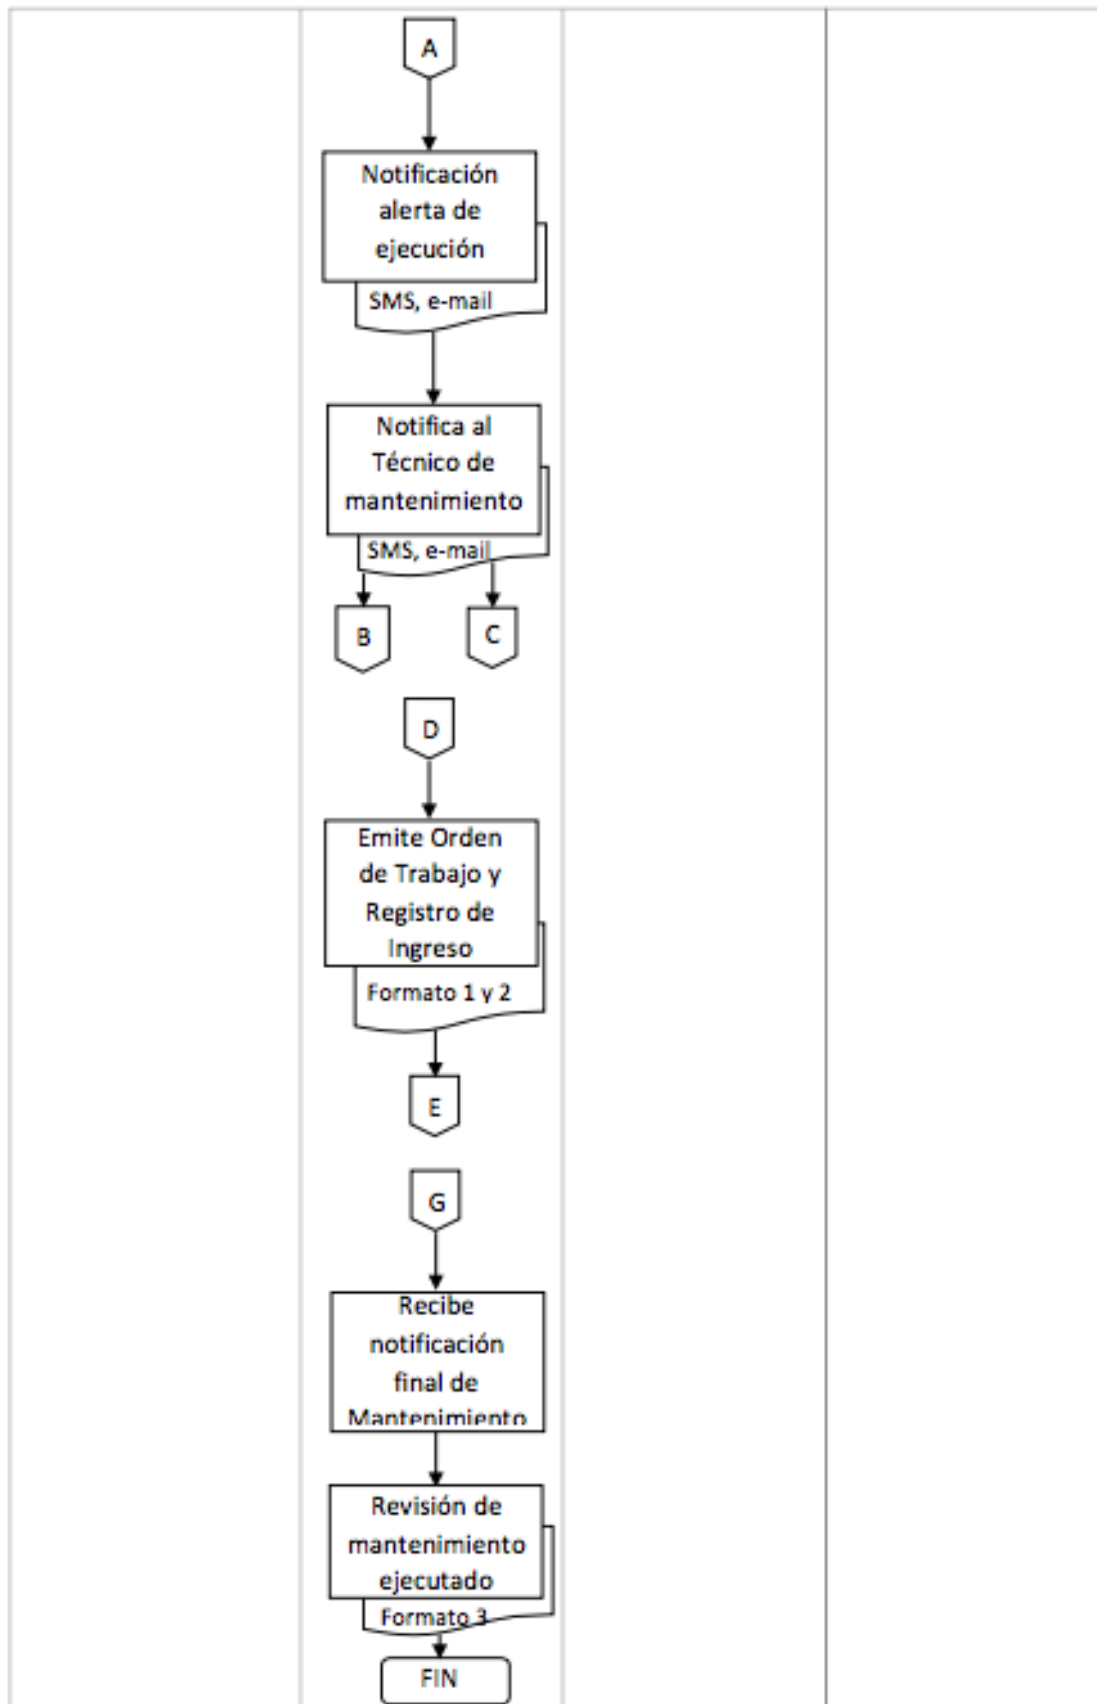 A
Notificación
alerta de
ejecución
SMS, e-mail
Notifica al
Técnico de
mantenimiento
SMS, e-mail
B
C
D
Emite Orden
de Trabajo y
Registro de
Ingreso
Formato 1 y 2
E
G
Recibe
notificación
final de
Mantenimiento
Revisión de
mantenimiento
ejecutado
Formato 3
FIN